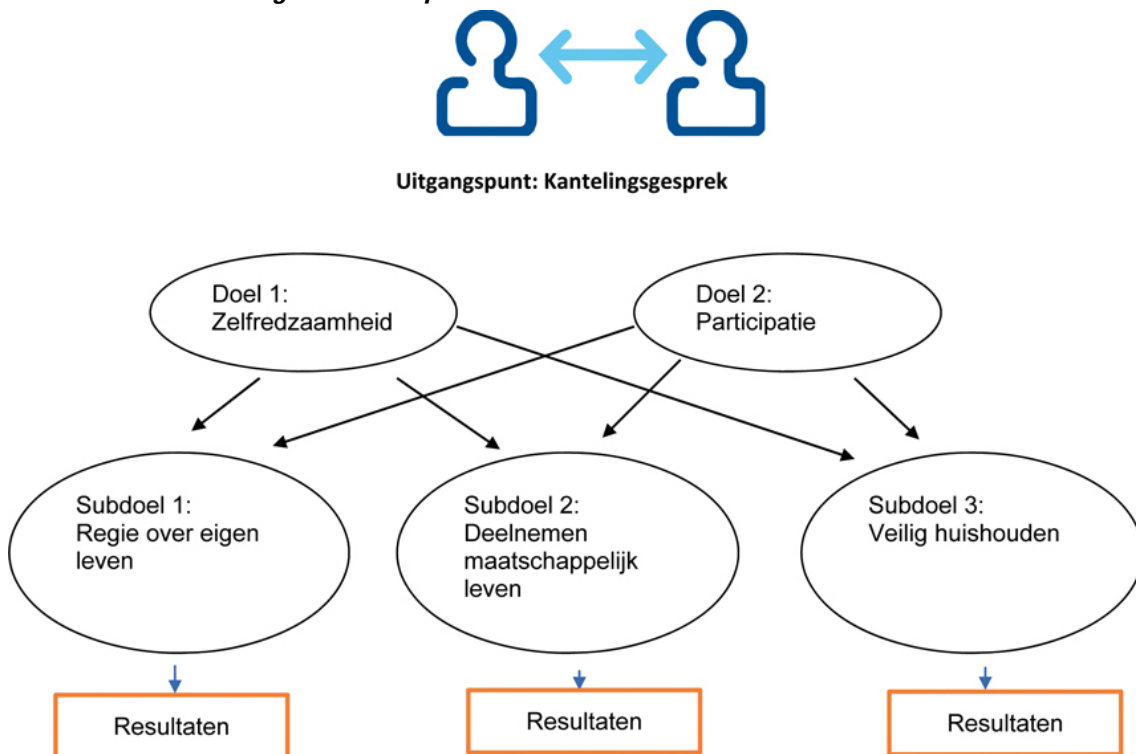 Uitgangspunt: Kantelingsgesprek
Doel 1:
Zelfredzaamheid
Doel 2:
Participatie
Subdoel 1:
Regie over eigen
leven
Subdoel 2:
Deelnemen
maatschappelijk
leven
Subdoel 3:
Veilig huishouden
Resultaten
Resultaten
Resultaten